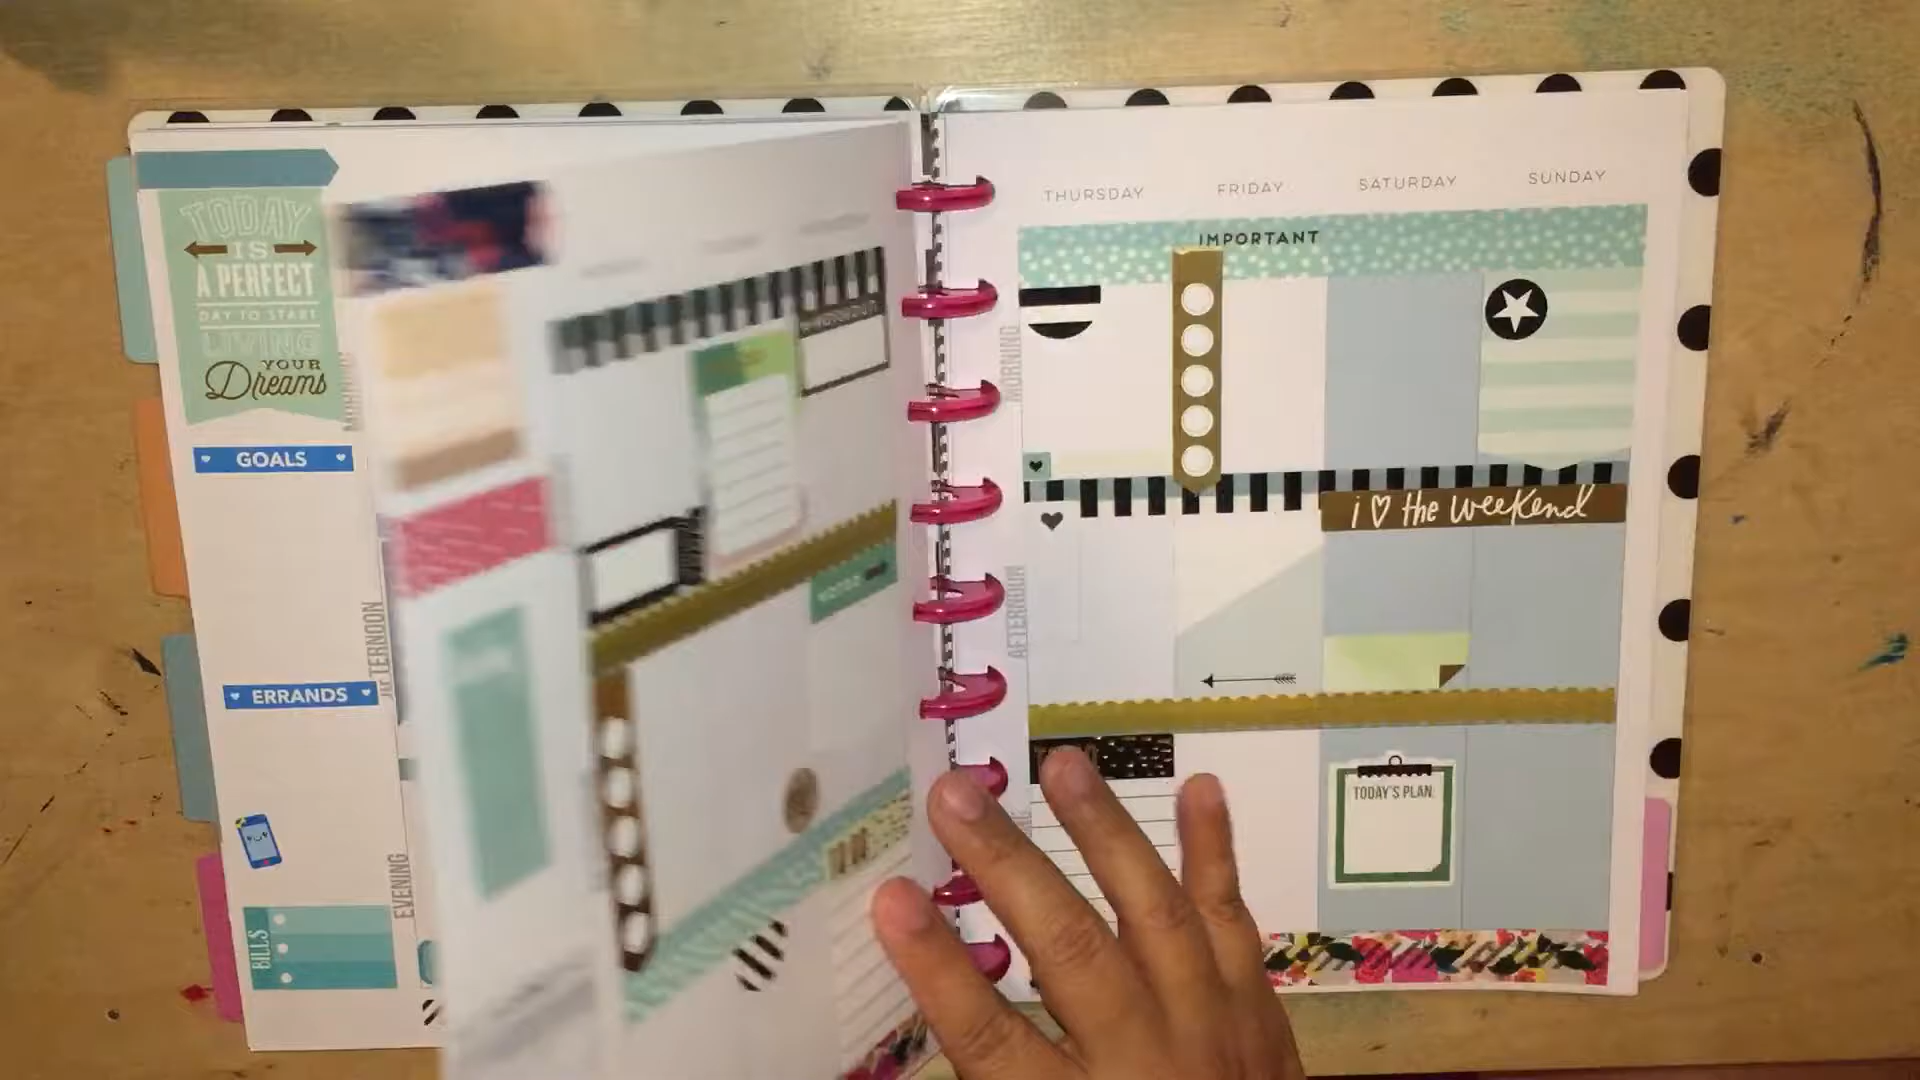 TODAY
IS
A PERFECT
DAY TO START
LIVING
YOUR
Dreams
MORNING
GOALS
AFTERNOON
ERRANDS
EVENING
BILLS
NOTES
THURSDAY
FRIDAY
SATURDAY
SUNDAY
IMPORTANT
MORNING
i ♡ the weekend
AFTERNOON
TODAY'S PLAN